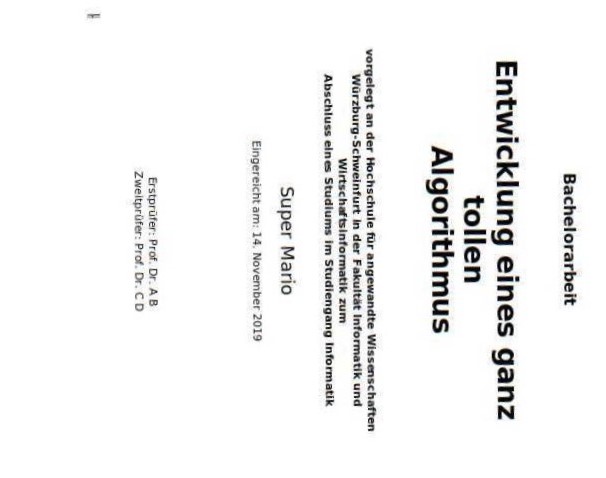 Bachelorarbeit
Entwicklung eines ganz
tollen
Algorithmus
vorgelegt an der Hochschule für angewandte Wissenschaften
Würzburg-Schweinfurt in der Fakultät Informatik und
Wirtschaftsinformatik zum
Abschluss eines Studiums im Studiengang Informatik
Super Mario
Eingereicht am: 14. November 2019
Erstprüfer: Prof. Dr. A B
Zweitprüfer: Prof. Dr. C D